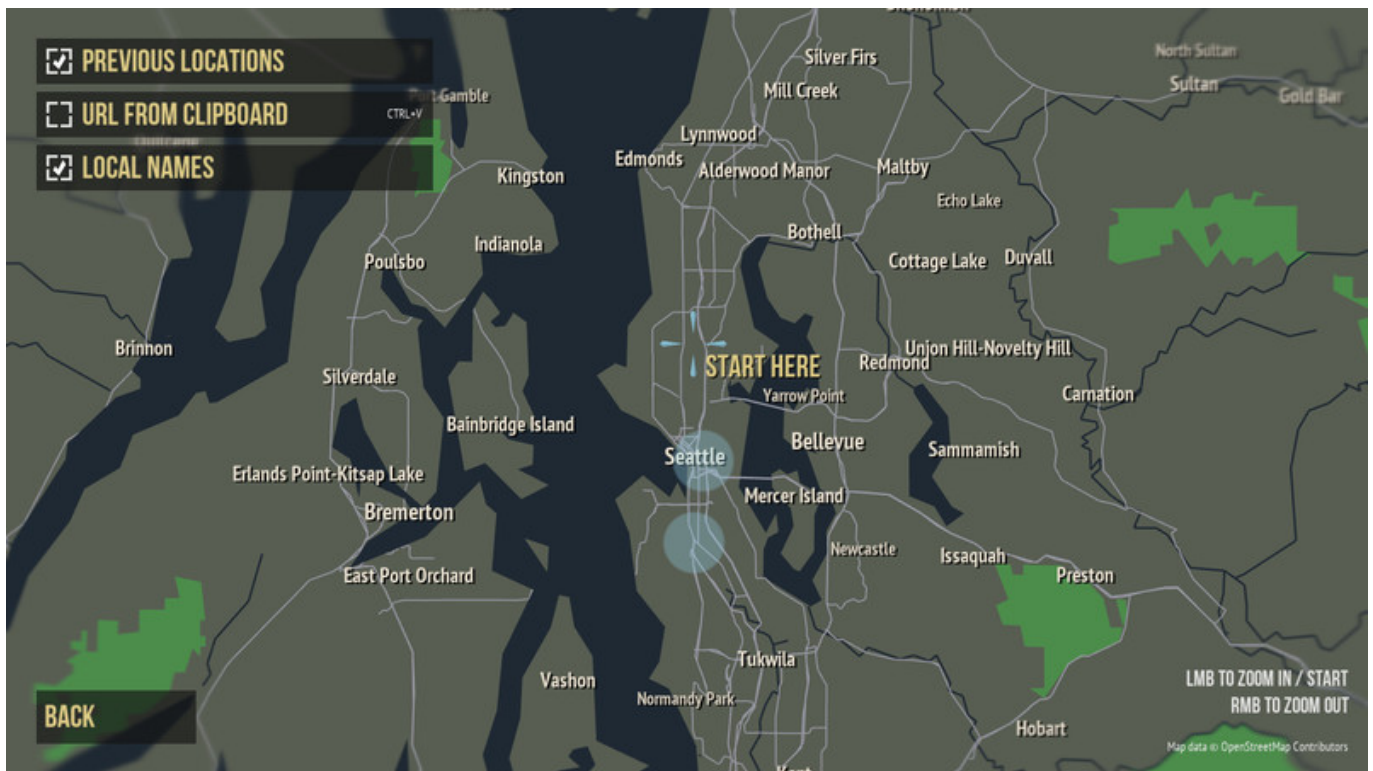 PREVIOUS LOCATIONS
URL FROM CLIPBOARD
CTRL+V
LOCAL NAMES
Silver Firs
North Sultan
Sultan
Mill Creek
Gold Bar
Port Gamble
Lynnwood
Edmonds
Alderwood Manor
Maltby
Kingston
Echo Lake
Bothell
Indianola
Poulsbo
Cottage Lake
Duvall
Brinnon
Union Hill-Novelty Hill
START HERE
Redmond
Silverdale
Yarrow Point
Carnation
Bainbridge Island
Bellevue
Seattle
Sammamish
Erlands Point-Kitsap Lake
Mercer Island
Bremerton
Newcastle
Issaquah
East Port Orchard
Preston
Tukwila
Vashon
Normandy Park
LMB TO ZOOM IN / START
RMB TO ZOOM OUT
BACK
Hobart
Map data © OpenStreetMap Contributors